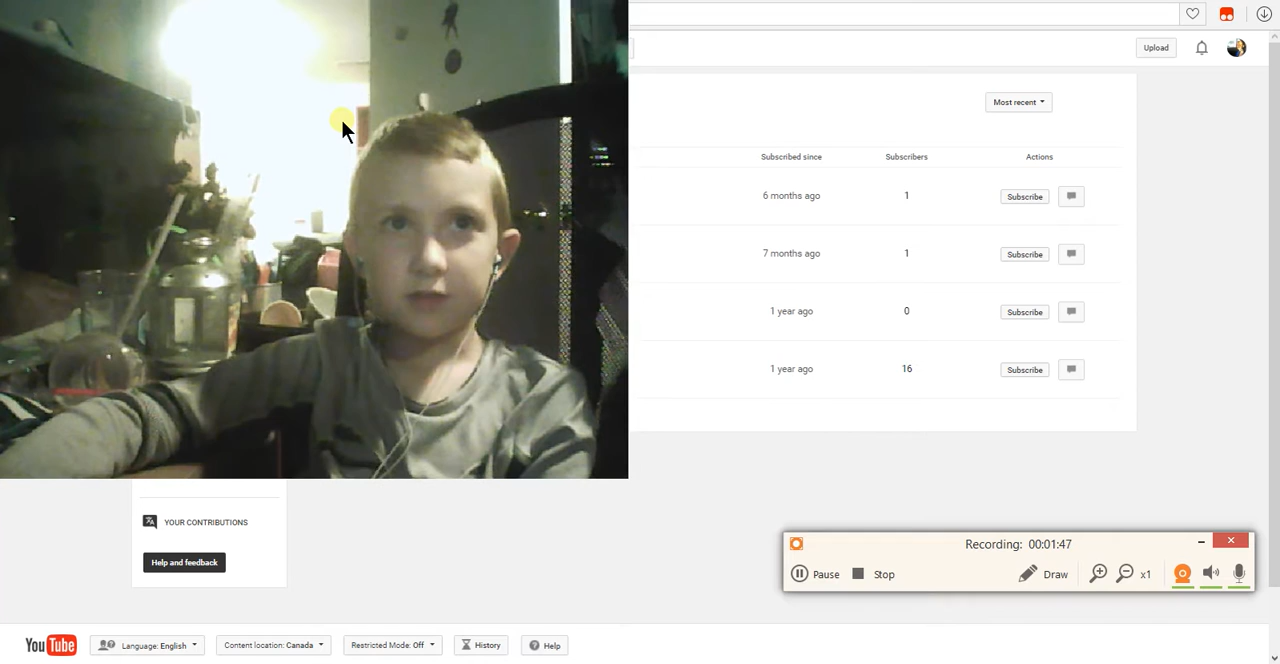 Upload
Most recent
Subscribed since Subscribers Actions
6 months ago 1 Subscribe
7 months ago 1 Subscribe
1 year ago 0 Subscribe
1 year ago 16 Subscribe
YOUR CONTRIBUTIONS
Help and feedback
Recording: 00:01:47
Pause Stop Draw x1
YouTube Language: English Content location: Canada Restricted Mode: Off History Help